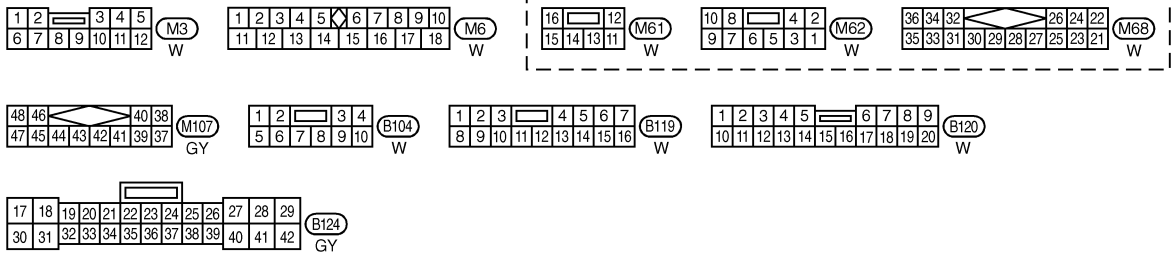 1 2 3 4 5
6 7 8 9 10 11 12
M3
W
1 2 3 4 5 6 7 8 9 10
11 12 13 14 15 16 17 18
M6
W
16 12
15 14 13 11
M61
W
10 8 4 2
9 7 6 5 3 1
M62
W
36 34 32 26 24 22
35 33 31 30 29 28 27 25 23 21
M68
W
48 46 40 38
47 45 44 43 42 41 39 37
M107
GY
1 2 3 4
5 6 7 8 9 10
B104
W
1 2 3 4 5 6 7
8 9 10 11 12 13 14 15 16
B119
W
1 2 3 4 5 6 7 8 9
10 11 12 13 14 15 16 17 18 19 20
B120
W
17 18 19 20 21 22 23 24 25 26 27 28 29
30 31 32 33 34 35 36 37 38 39 40 41 42
B124
GY